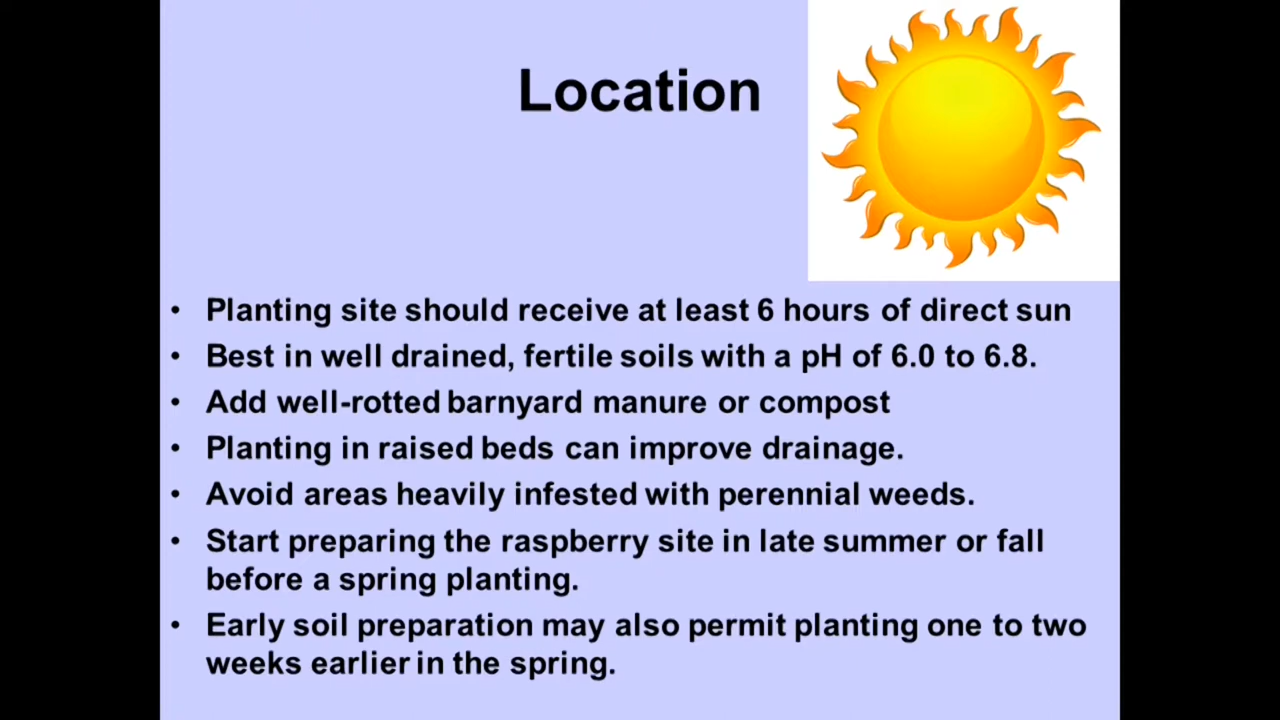 Location
• Planting site should receive at least 6 hours of direct sun
• Best in well drained, fertile soils with a pH of 6.0 to 6.8.
• Add well-rotted barnyard manure or compost
• Planting in raised beds can improve drainage.
• Avoid areas heavily infested with perennial weeds.
• Start preparing the raspberry site in late summer or fall
before a spring planting.
• Early soil preparation may also permit planting one to two
weeks earlier in the spring.